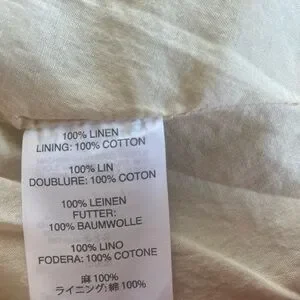 100% LINEN
LINING: 100% COTTON
100% LIN
DOUBLURE: 100% COTON
100% LEINEN
FUTTER:
100% BAUMWOLLE
100% LINO
FODERA: 100% COTONE
麻 100%
ライニング: 綿 100%